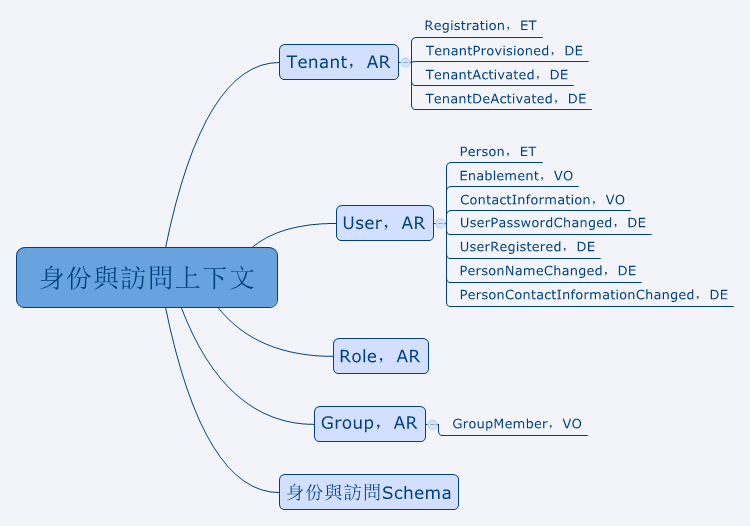 Tenant，AR
Registration，ET
TenantProvisioned，DE
TenantActivated，DE
TenantDeActivated，DE
User，AR
Person，ET
Enablement，VO
ContactInformation，VO
UserPasswordChanged，DE
UserRegistered，DE
PersonNameChanged，DE
PersonContactInformationChanged，DE
身份與訪問上下文
Role，AR
Group，AR
GroupMember，VO
身份與訪問Schema